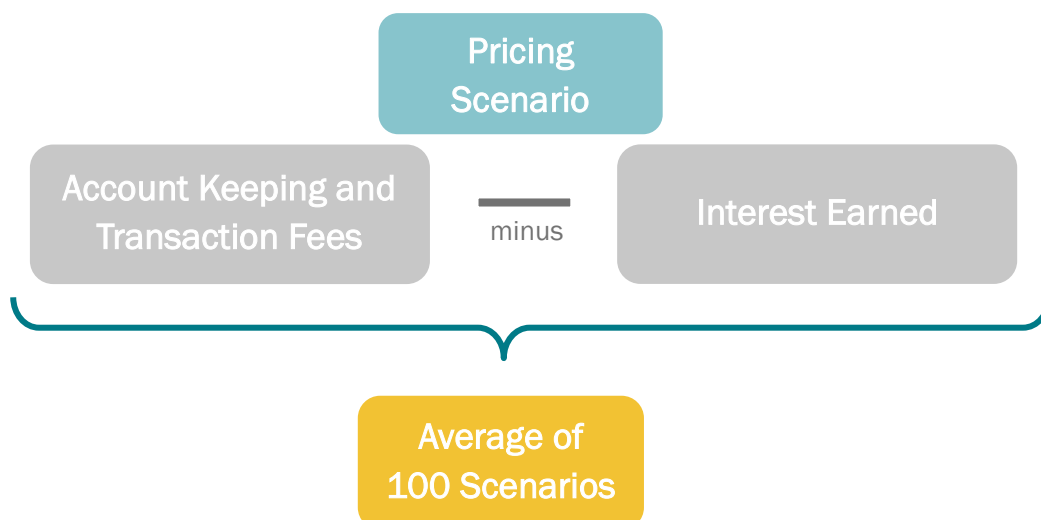 Pricing
Scenario
Account Keeping and
Transaction Fees
minus
Interest Earned
Average of
100 Scenarios